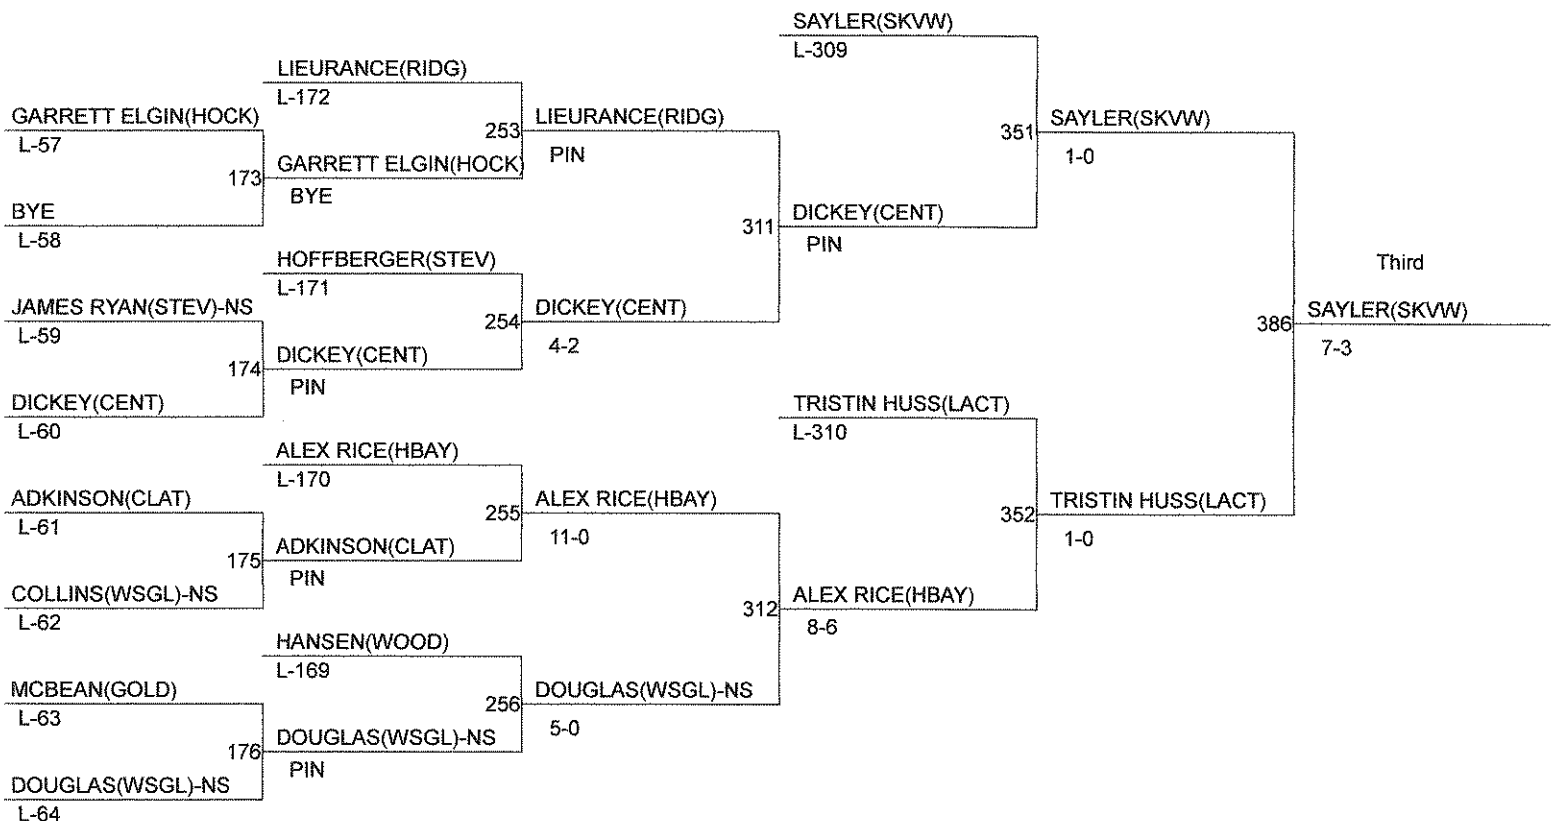 SAYLER(SKVW)
L-309
LIEURANCE(RIDG)
L-172
GARRETT ELGIN(HOCK)
L-57
253
LIEURANCE(RIDG)
PIN
351
SAYLER(SKVW)
1-0
173
GARRETT ELGIN(HOCK)
BYE
BYE
L-58
311
DICKEY(CENT)
PIN
HOFFBERGER(STEV)
L-171
Third
JAMES RYAN(STEV)-NS
L-59
254
DICKEY(CENT)
4-2
386
SAYLER(SKVW)
7-3
174
DICKEY(CENT)
PIN
DICKEY(CENT)
L-60
TRISTIN HUSS(LACT)
L-310
ALEX RICE(HBAY)
L-170
ADKINSON(CLAT)
L-61
255
ALEX RICE(HBAY)
11-0
352
TRISTIN HUSS(LACT)
1-0
175
ADKINSON(CLAT)
PIN
COLLINS(WSGL)-NS
L-62
312
ALEX RICE(HBAY)
8-6
HANSEN(WOOD)
L-169
MCBEAN(GOLD)
L-63
256
DOUGLAS(WSGL)-NS
5-0
176
DOUGLAS(WSGL)-NS
PIN
DOUGLAS(WSGL)-NS
L-64